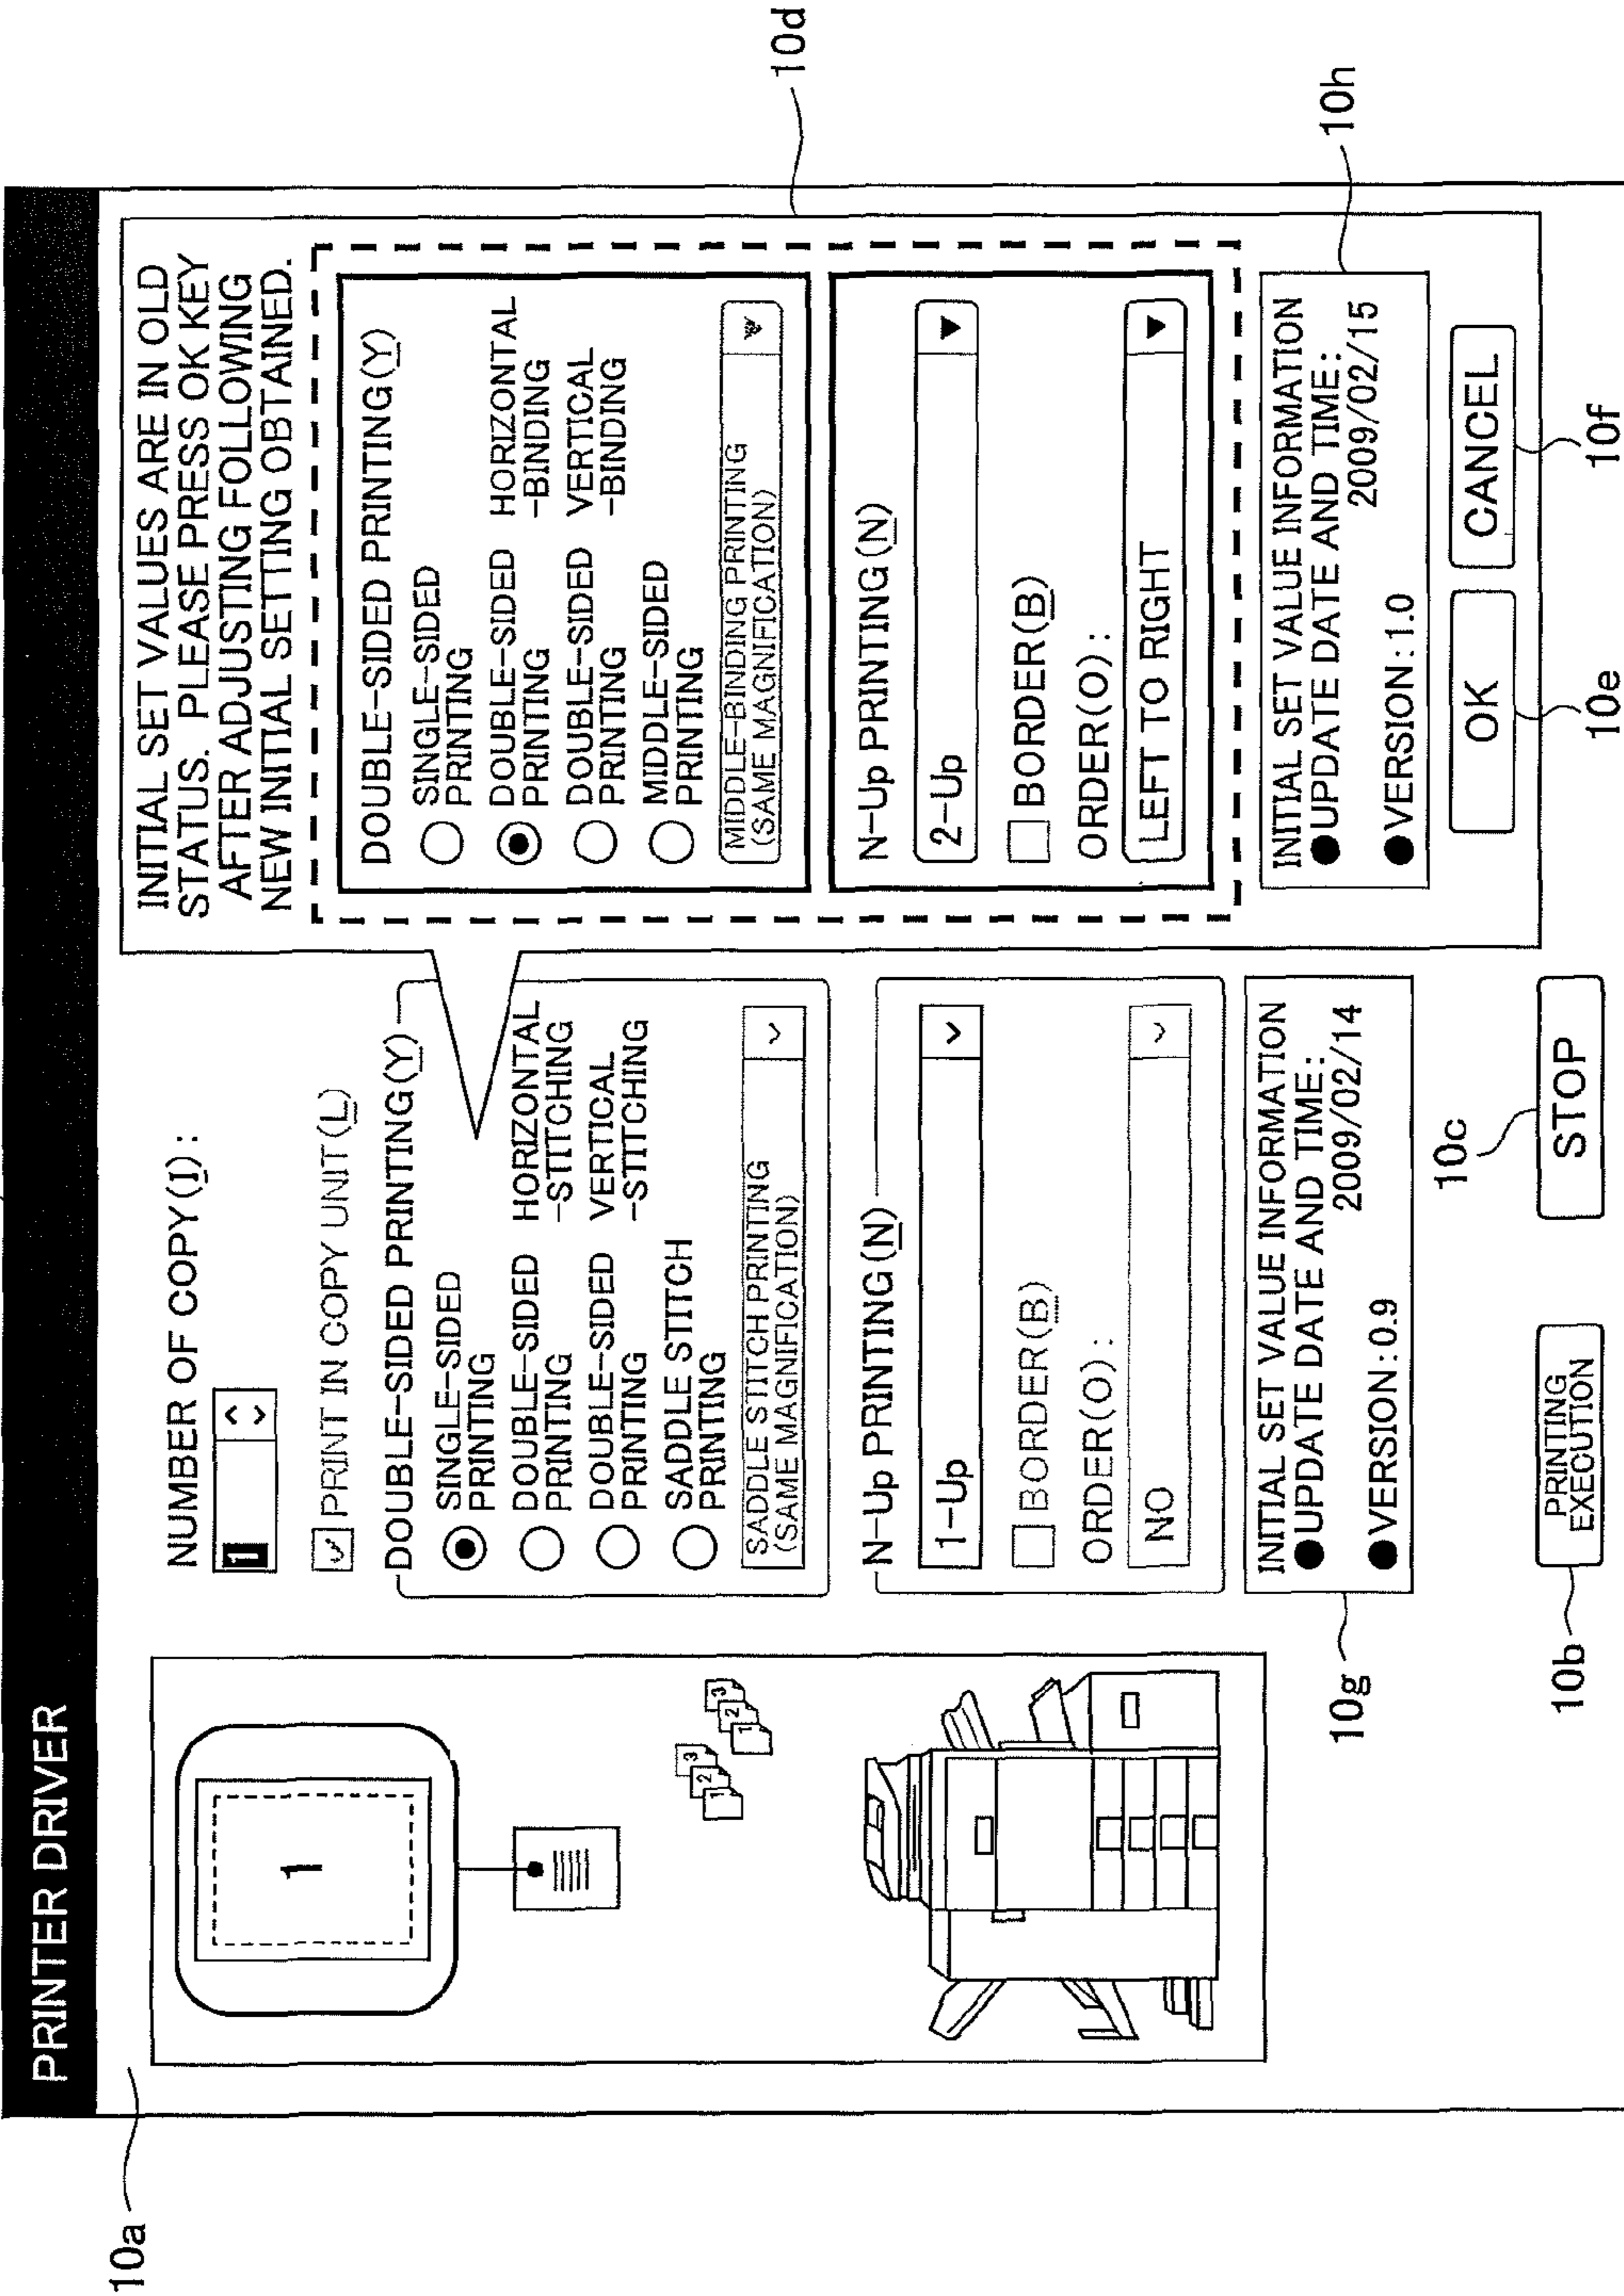 PRINTER DRIVER
10a
1
1
2
3
1
2
3
NUMBER OF COPY(I):
1
PRINT IN COPY UNIT(L)
DOUBLE-SIDED PRINTING(Y)
SINGLE-SIDED
PRINTING
DOUBLE-SIDED HORIZONTAL
PRINTING -STITCHING
DOUBLE-SIDED VERTICAL
PRINTING -STITCHING
SADDLE STITCH
PRINTING
SADDLE STITCH PRINTING
(SAME MAGNIFICATION)
N-Up PRINTING(N)
1-Up
BORDER(B)
ORDER(O):
NO
INITIAL SET VALUE INFORMATION
●UPDATE DATE AND TIME:
2009/02/14
●VERSION:0.9
10g
PRINTING
EXECUTION
10b
STOP
10c
INITIAL SET VALUES ARE IN OLD
STATUS. PLEASE PRESS OK KEY
AFTER ADJUSTING FOLLOWING
NEW INITIAL SETTING OBTAINED.
DOUBLE-SIDED PRINTING(Y)
SINGLE-SIDED
PRINTING
DOUBLE-SIDED HORIZONTAL
PRINTING -BINDING
DOUBLE-SIDED VERTICAL
PRINTING -BINDING
MIDDLE-SIDED
PRINTING
MIDDLE-BINDING PRINTING
(SAME MAGNIFICATION)
N-Up PRINTING(N)
2-Up
BORDER(B)
ORDER(O):
LEFT TO RIGHT
INITIAL SET VALUE INFORMATION
●UPDATE DATE AND TIME:
2009/02/15
●VERSION:1.0
OK
CANCEL
10d
10h
10e
10f